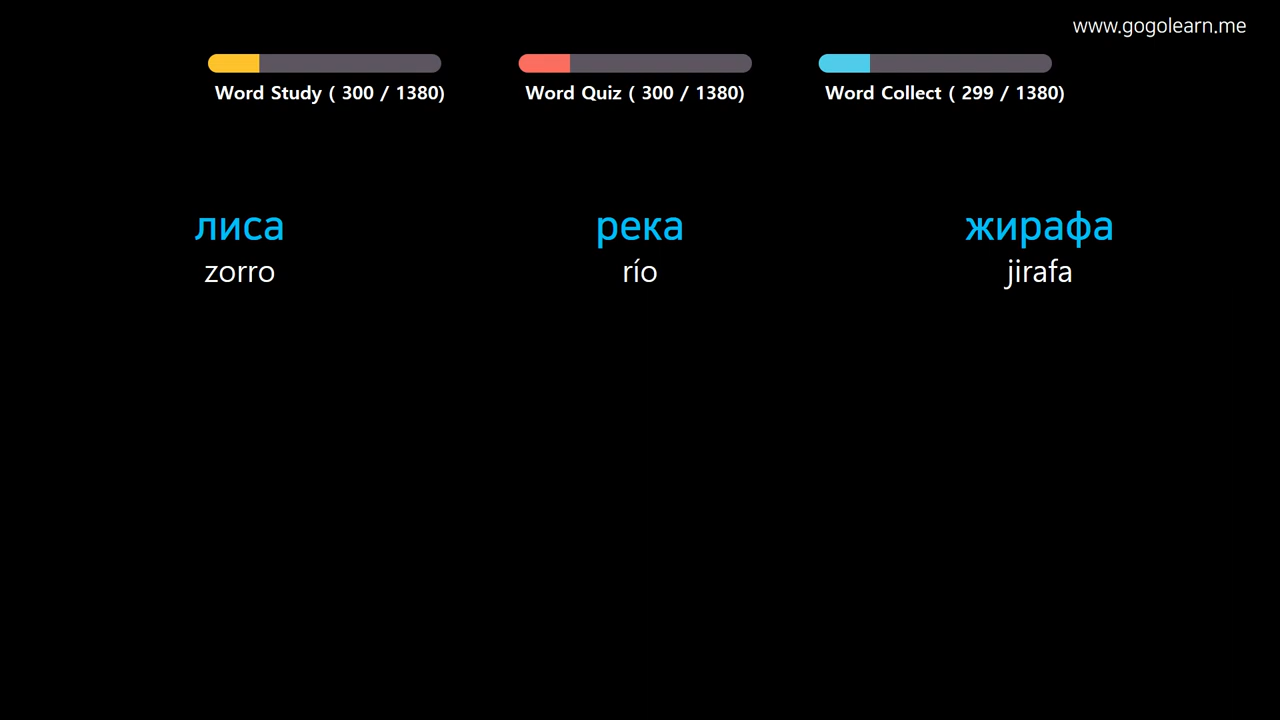 www.gogolearn.me
Word Study ( 300 / 1380)
Word Quiz ( 300 / 1380)
Word Collect ( 299 / 1380)
лиса
zorro
река
río
жирафа
jirafa